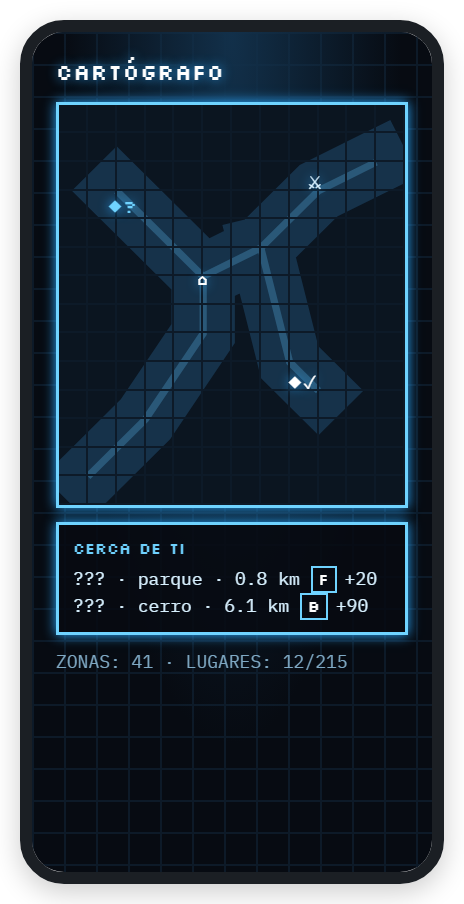 CARTÓGRAFO
?
CERCA DE TI
??? · parque · 0.8 km F +20
??? · cerro · 6.1 km D +90
ZONAS: 41 · LUGARES: 12/215